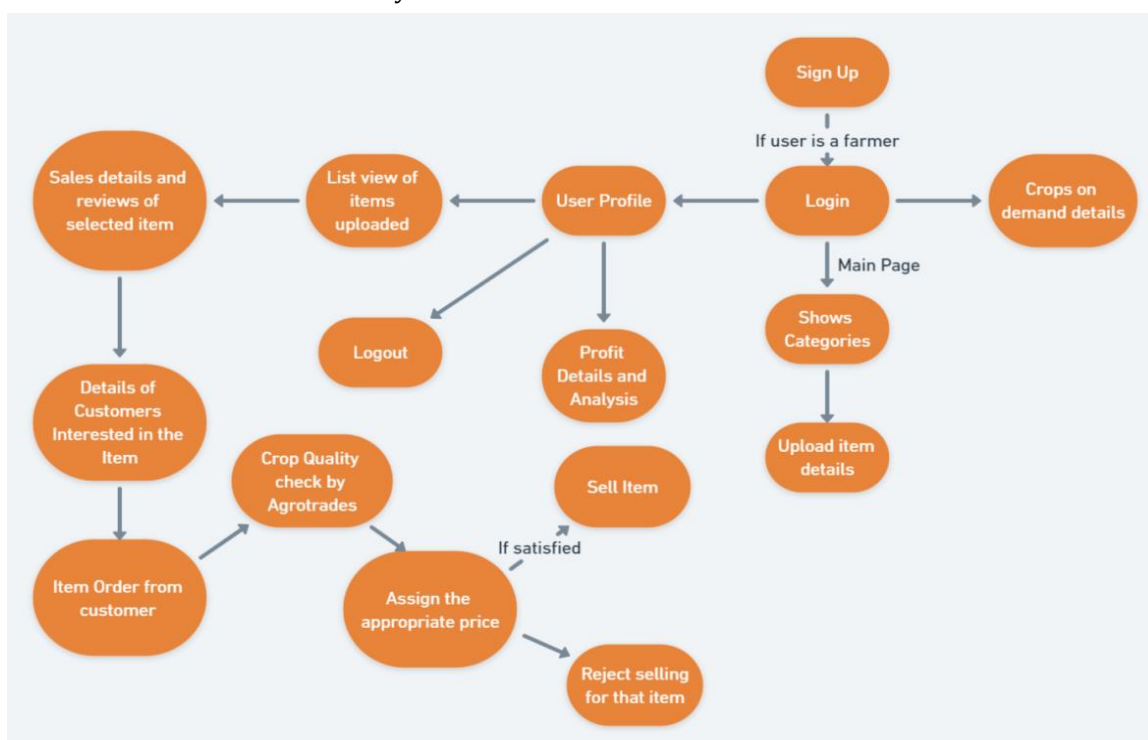 Sign Up
If user is a farmer
Sales details and
reviews of
selected item
List view of
items
uploaded
User Profile
Login
Crops on
demand details
Main Page
Shows
Categories
Logout
Profit
Details and
Analysis
Details of
Customers
Interested in the
Item
Crop Quality
check by
Agrotrades
Sell Item
Upload item
details
If satisfied
Item Order from
customer
Assign the
appropriate price
Reject selling
for that item